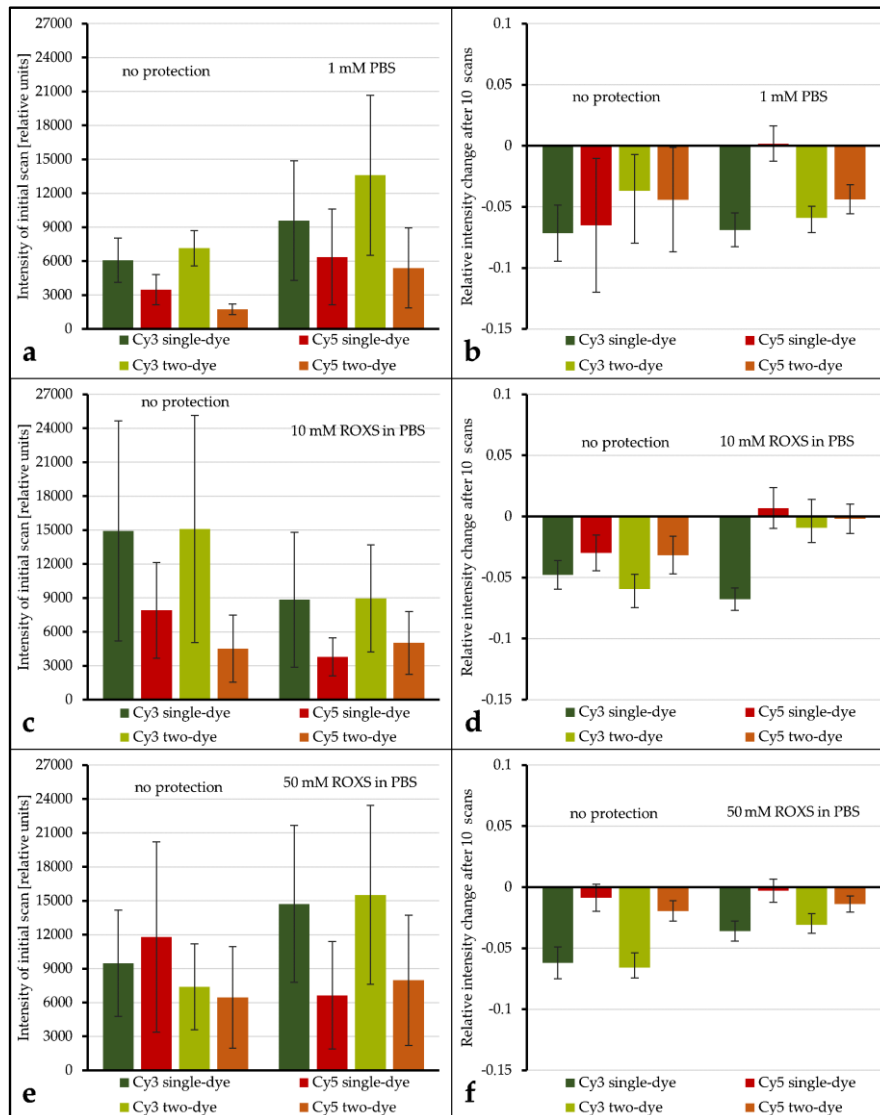 Intensity of initial scan [relative units]
27000
24000
21000
18000
15000
12000
9000
6000
3000
0
no protection
1 mM PBS
a
Cy3 single-dye
Cy5 single-dye
Cy3 two-dye
Cy5 two-dye
Relative intensity change after 10 scans
0.1
0.05
0
-0.05
-0.1
-0.15
no protection
1 mM PBS
b
Cy3 single-dye
Cy5 single-dye
Cy3 two-dye
Cy5 two-dye
Intensity of initial scan [relative units]
27000
24000
21000
18000
15000
12000
9000
6000
3000
0
no protection
10 mM ROXS in PBS
c
Cy3 single-dye
Cy5 single-dye
Cy3 two-dye
Cy5 two-dye
Relative intensity change after 10 scans
0.1
0.05
0
-0.05
-0.1
-0.15
no protection
10 mM ROXS in PBS
d
Cy3 single-dye
Cy5 single-dye
Cy3 two-dye
Cy5 two-dye
Intensity of initial scan [relative units]
27000
24000
21000
18000
15000
12000
9000
6000
3000
0
no protection
50 mM ROXS in PBS
e
Cy3 single-dye
Cy5 single-dye
Cy3 two-dye
Cy5 two-dye
Relative intensity change after 10 scans
0.1
0.05
0
-0.05
-0.1
-0.15
no protection
50 mM ROXS in PBS
f
Cy3 single-dye
Cy5 single-dye
Cy3 two-dye
Cy5 two-dye